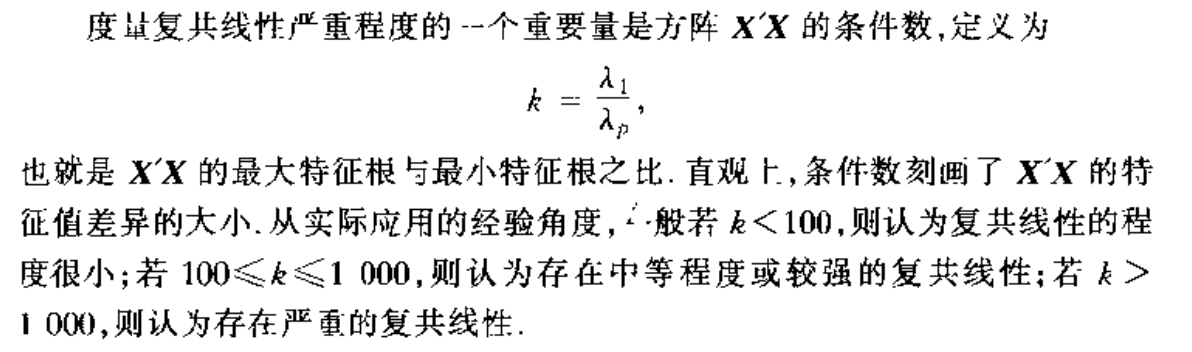 度量复共线性严重程度的一个重要量是方阵 X′X 的条件数,定义为
k = λ1/λp,
也就是 X′X 的最大特征根与最小特征根之比. 直观上,条件数刻画了 X′X 的特
征值差异的大小. 从实际应用的经验角度,一般若 k<100,则认为复共线性的程
度很小;若 100≤k≤1 000,则认为存在中等程度或较强的复共线性;若 k>
1 000,则认为存在严重的复共线性.